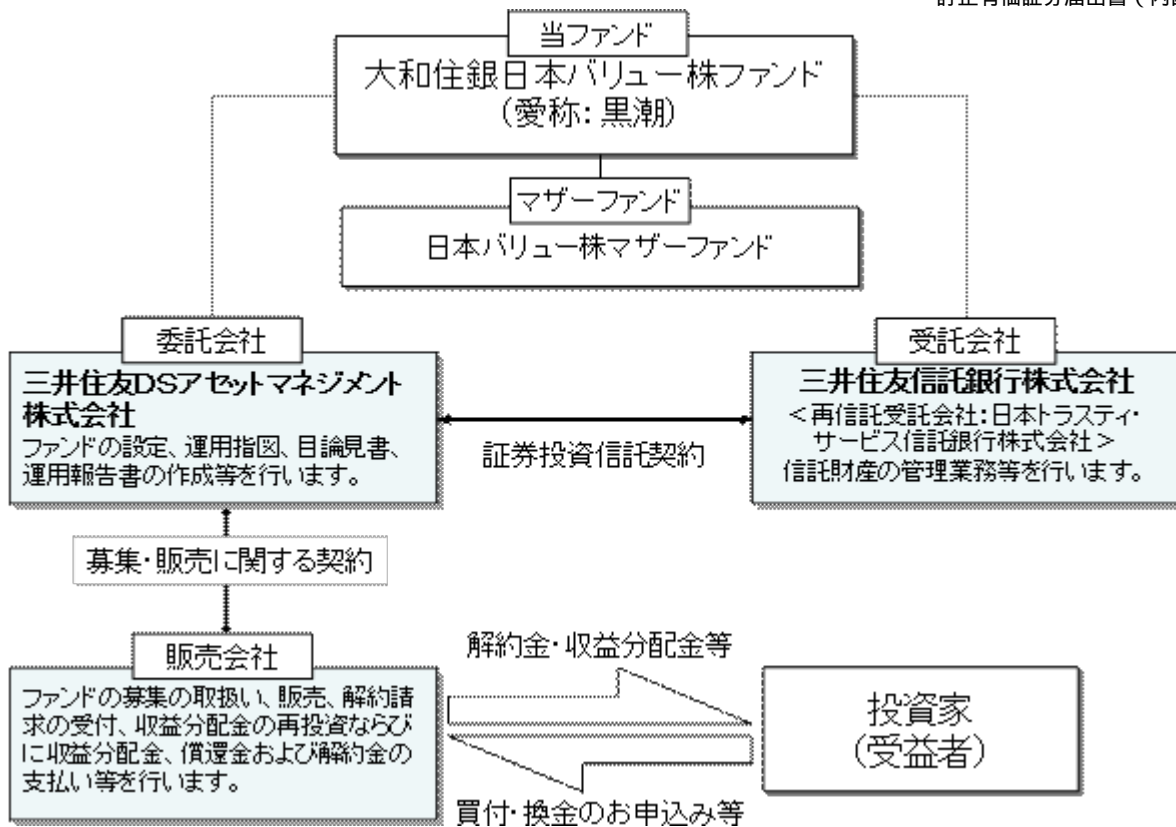 当ファンド
大和住銀日本バリュー株ファンド
(愛称：黒潮)
マザーファンド
日本バリュー株マザーファンド
委託会社
三井住友DSアセットマネジメント
株式会社
ファンドの設定、運用指図、目論見書、
運用報告書の作成等を行います。
証券投資信託契約
受託会社
三井住友信託銀行株式会社
＜再信託受託会社：日本トラスティ・
サービス信託銀行株式会社＞
信託財産の管理業務等を行います。
募集・販売に関する契約
販売会社
ファンドの募集の取扱い、販売、解約請
求の受付、収益分配金の再投資ならび
に収益分配金、償還金および解約金の
支払い等を行います。
解約金・収益分配金等
買付・換金のお申込み等
投資家
(受益者)